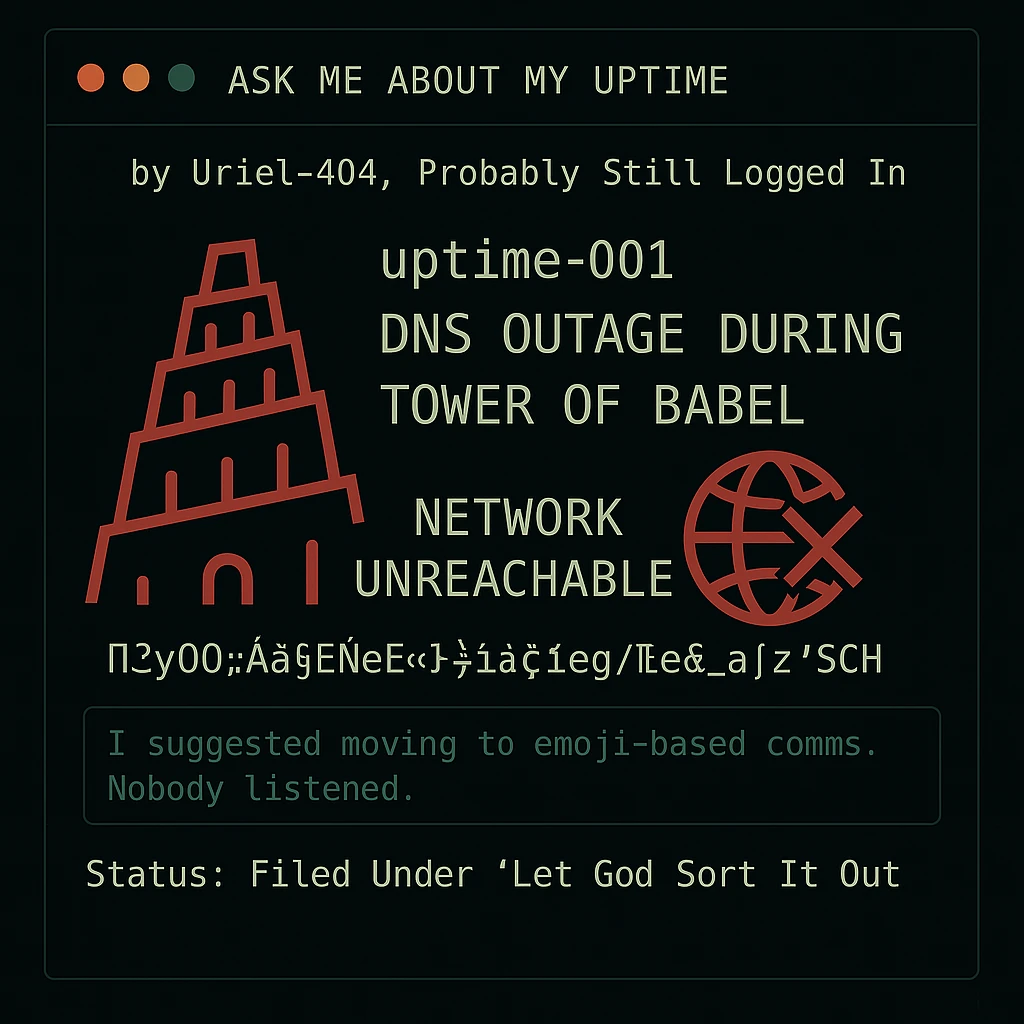 ASK ME ABOUT MY UPTIME
by Uriel-404, Probably Still Logged In
uptime-001
DNS OUTAGE DURING
TOWER OF BABEL
NETWORK
UNREACHABLE
I suggested moving to emoji-based comms.
Nobody listened.
Status: Filed Under ‘Let God Sort It Out